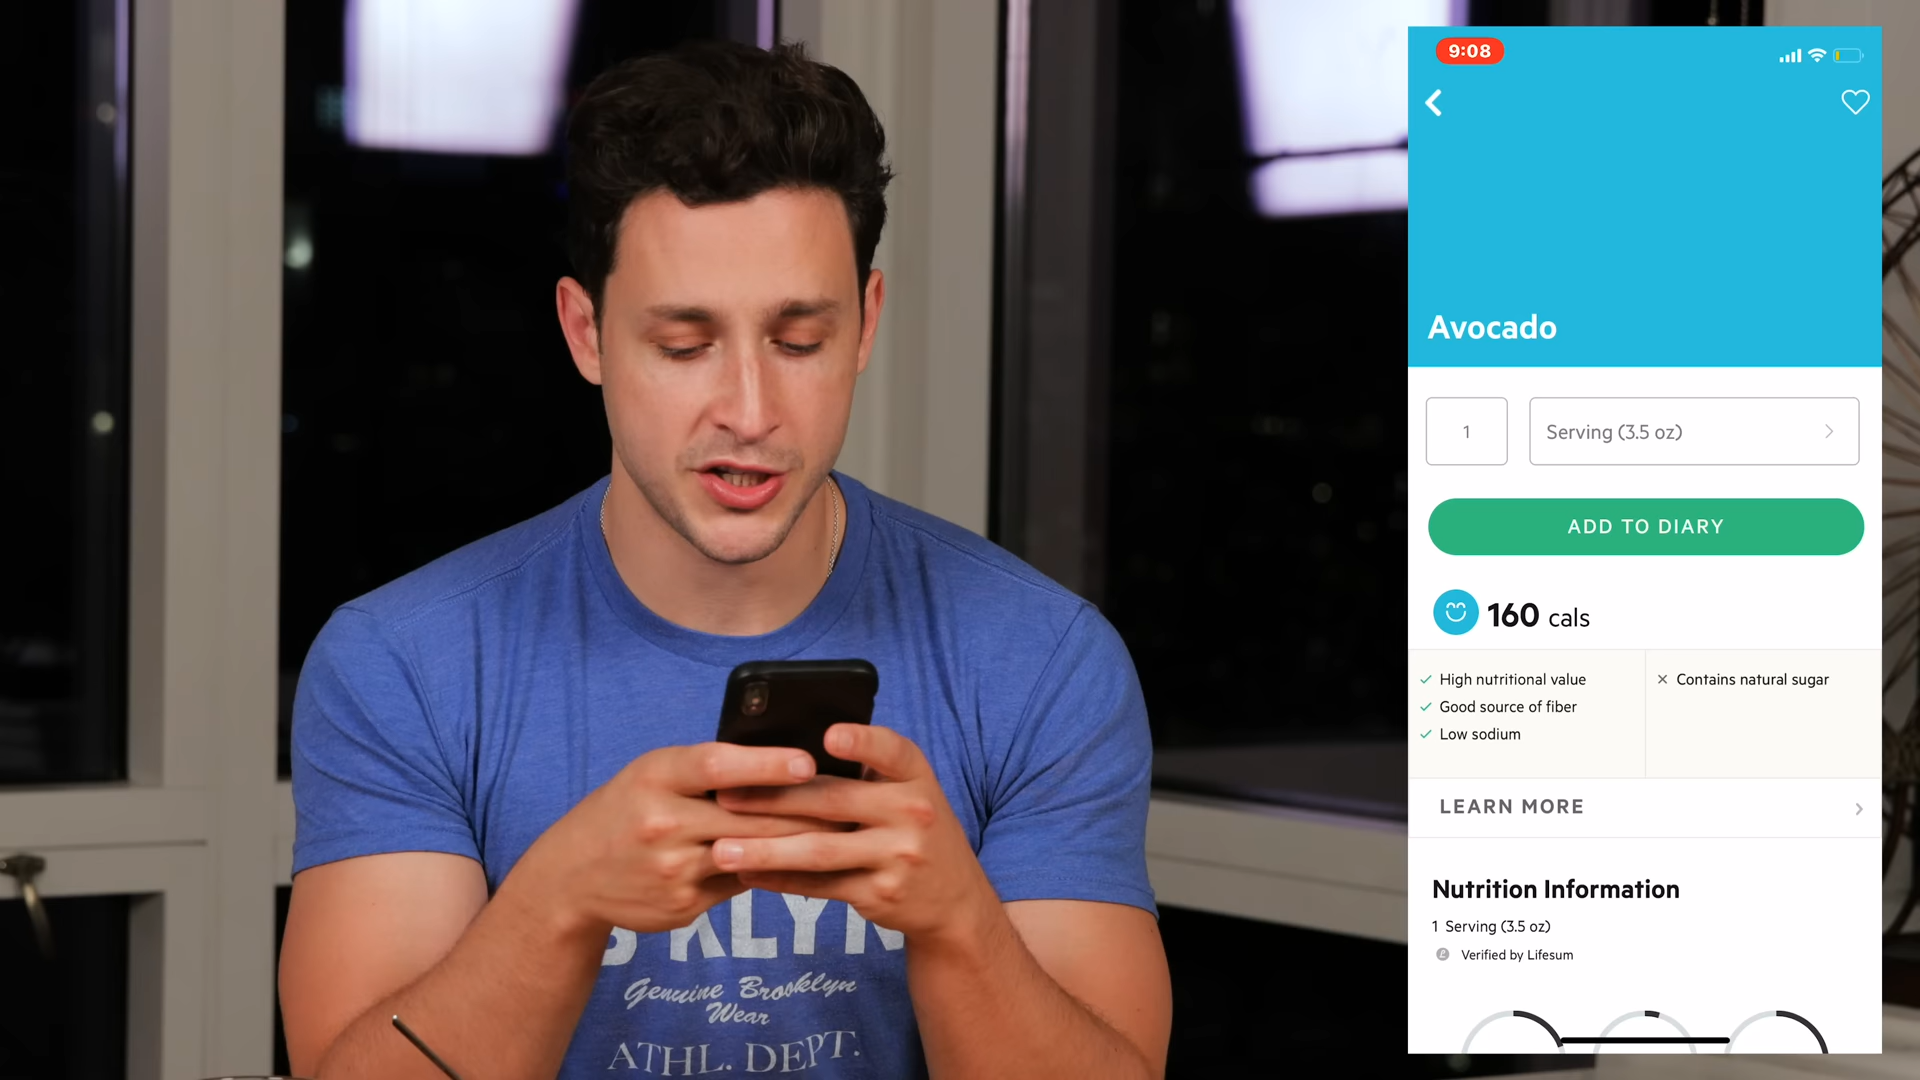 9:08
Avocado
1
Serving (3.5 oz)
ADD TO DIARY
160 cals
High nutritional value
Good source of fiber
Low sodium
Contains natural sugar
LEARN MORE
Nutrition Information
1 Serving (3.5 oz)
Verified by Lifesum
Genuine Brooklyn
Wear
ATHL. DEPT.